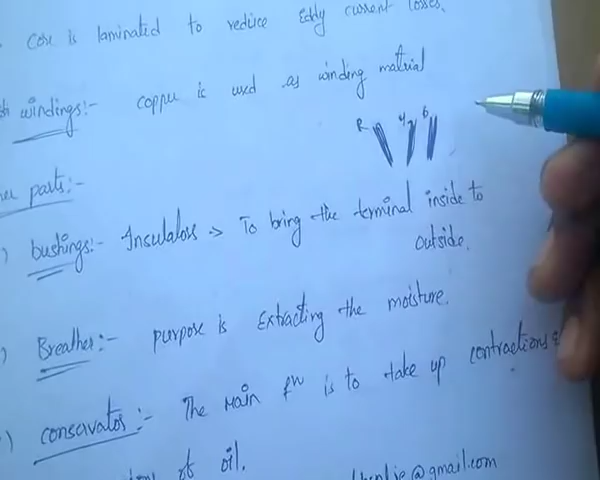 Core is laminated to reduce Eddy current losses.
windings:- copper is used as winding material
R Y B
parts:-
) bushings:- Insulators → To bring the terminal inside to
outside.
) Breather:- purpose is Extracting the moisture.
) consavator:- The main fⁿ is to take up contractions &
of oil.
@gmail.com